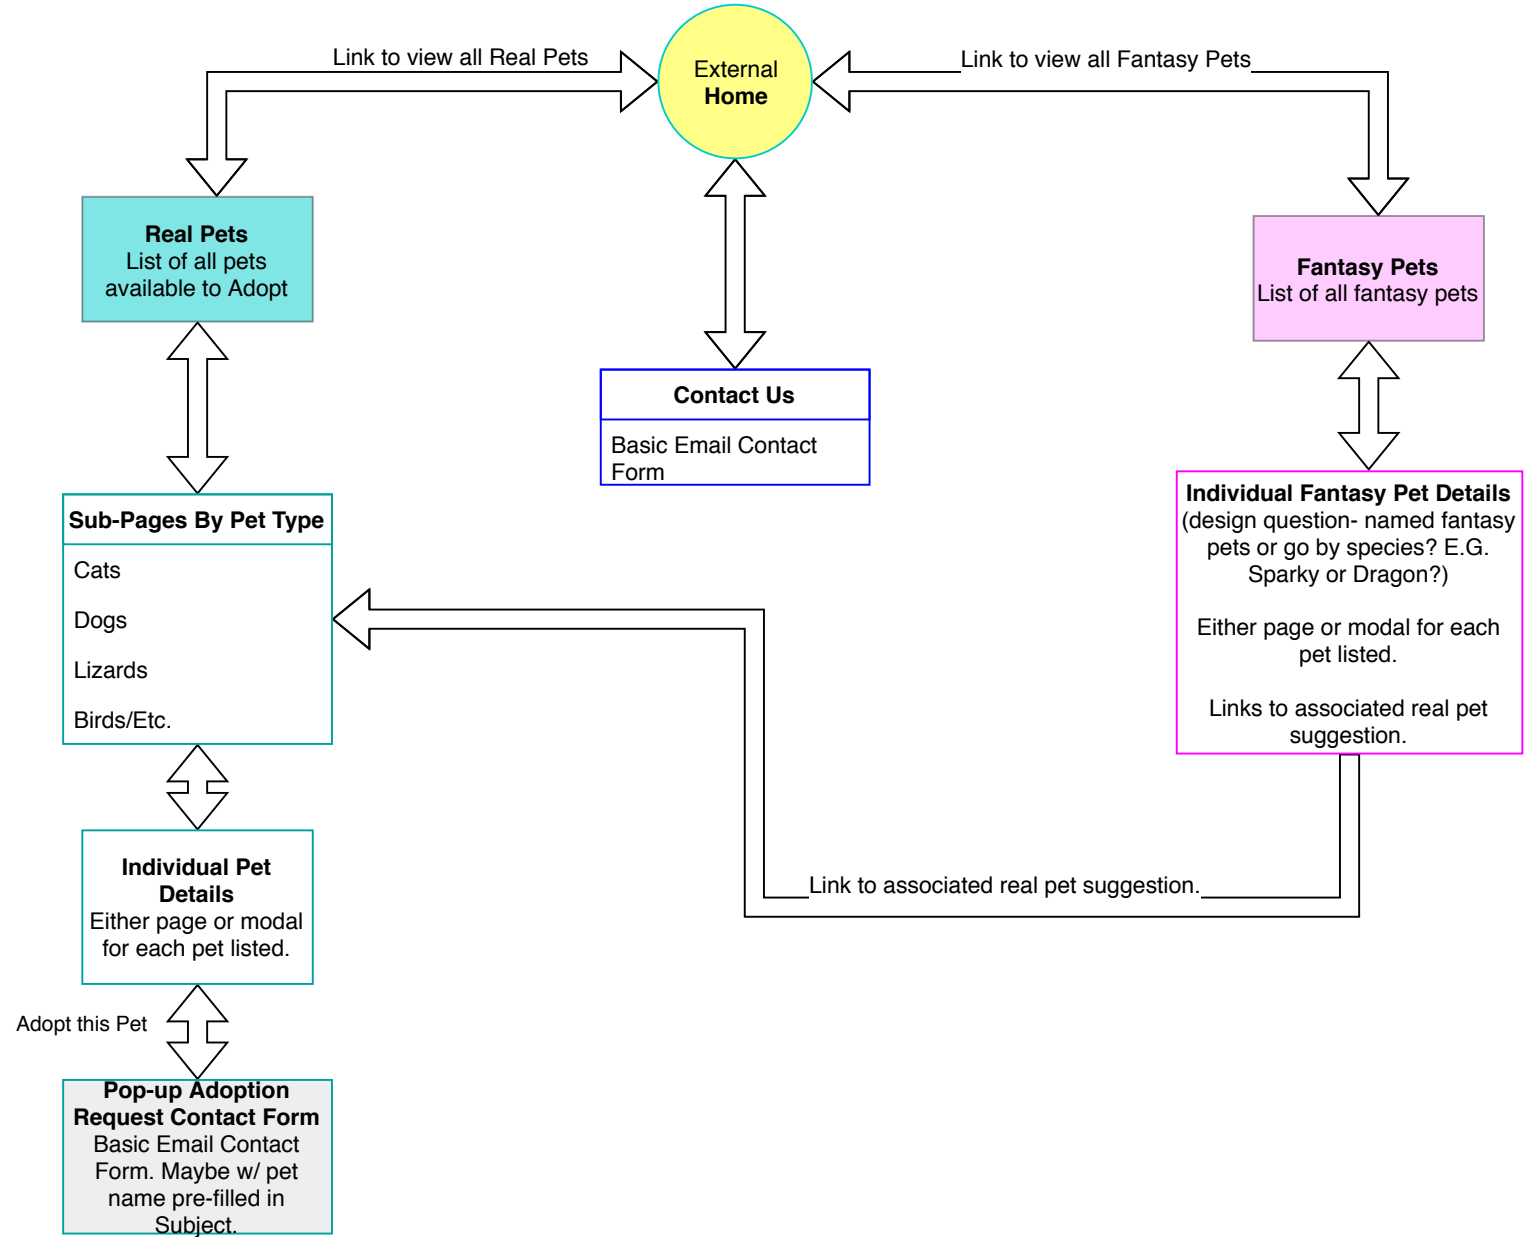 Link to view all Real Pets
External
Home
Link to view all Fantasy Pets
Real Pets
List of all pets
available to Adopt
Fantasy Pets
List of all fantasy pets
Contact Us
Basic Email Contact
Form
Sub-Pages By Pet Type
Cats
Dogs
Lizards
Birds/Etc.
Individual Fantasy Pet Details
(design question- named fantasy
pets or go by species? E.G.
Sparky or Dragon?)
Either page or modal for each
pet listed.
Links to associated real pet
suggestion.
Link to associated real pet suggestion.
Individual Pet
Details
Either page or modal
for each pet listed.
Adopt this Pet
Pop-up Adoption
Request Contact Form
Basic Email Contact
Form. Maybe w/ pet
name pre-filled in
Subject.